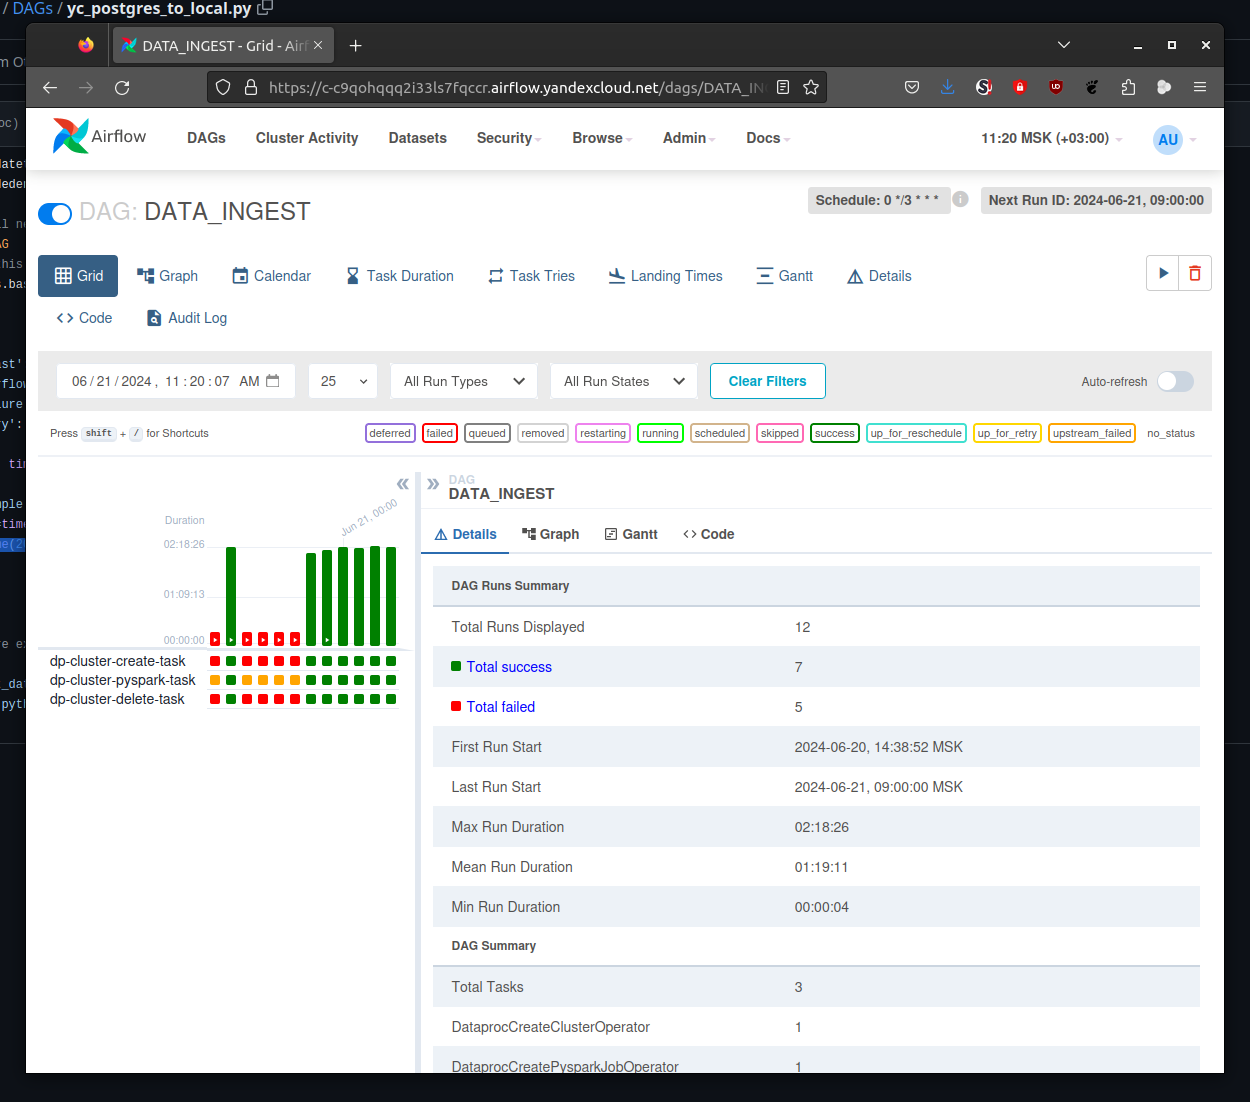 / DAGs / yc_postgres_to_local.py
DATA_INGEST - Grid - Airf
https://c-c9qohqqq2i33ls7fqccr.airflow.yandexcloud.net/dags/DATA_IN
Airflow
DAGs Cluster Activity Datasets Security Browse Admin Docs 11:20 MSK (+03:00) AU
DAG: DATA_INGEST
Schedule: 0 */3 * * * i Next Run ID: 2024-06-21, 09:00:00
Grid Graph Calendar Task Duration Task Tries Landing Times Gantt Details
Code Audit Log
06/21/2024, 11:20:07 AM 25 All Run Types All Run States Clear Filters Auto-refresh
Press shift + / for Shortcuts deferred failed queued removed restarting running scheduled skipped success up_for_reschedule up_for_retry upstream_failed no_status
DAG
DATA_INGEST
Details Graph Gantt Code
Jun 21, 00:00
Duration
02:18:26
01:09:13
00:00:00
dp-cluster-create-task
dp-cluster-pyspark-task
dp-cluster-delete-task
DAG Runs Summary
Total Runs Displayed 12
Total success 7
Total failed 5
First Run Start 2024-06-20, 14:38:52 MSK
Last Run Start 2024-06-21, 09:00:00 MSK
Max Run Duration 02:18:26
Mean Run Duration 01:19:11
Min Run Duration 00:00:04
DAG Summary
Total Tasks 3
DataprocCreateClusterOperator 1
DataprocCreatePysparkJobOperator 1